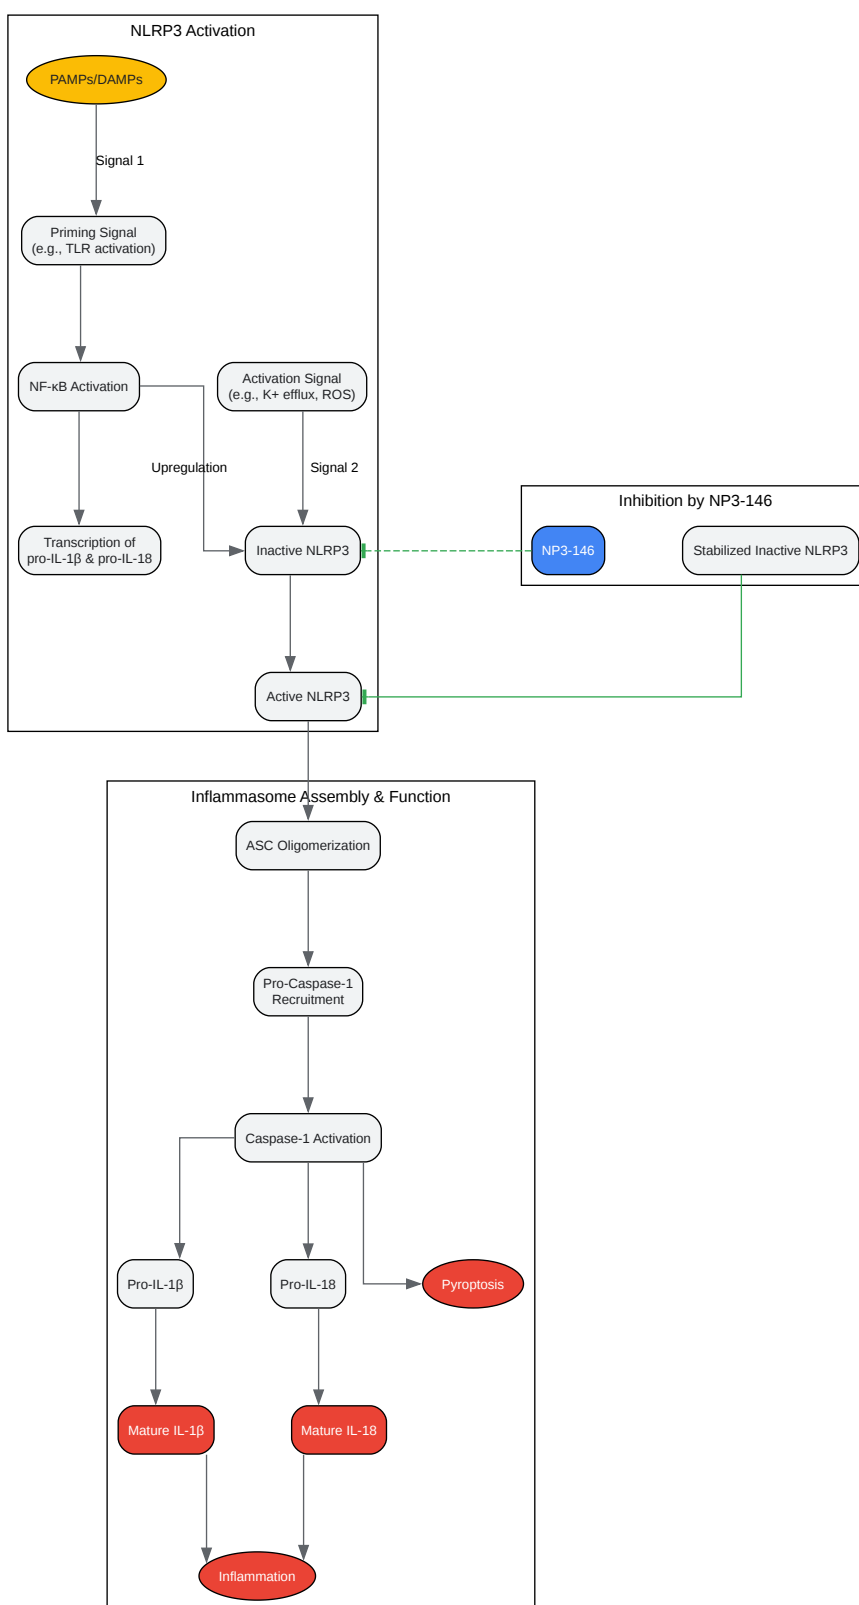 NLRP3 Activation
PAMPs/DAMPs
Signal 1
Priming Signal
(e.g., TLR activation)
NF-κB Activation
Activation Signal
(e.g., K+ efflux, ROS)
Upregulation
Signal 2
Transcription of
pro-IL-1β & pro-IL-18
Inactive NLRP3
Inhibition by NP3-146
NP3-146
Stabilized Inactive NLRP3
Active NLRP3
Inflammasome Assembly & Function
ASC Oligomerization
Pro-Caspase-1
Recruitment
Caspase-1 Activation
Pro-IL-1β
Pro-IL-18
Pyroptosis
Mature IL-1β
Mature IL-18
Inflammation